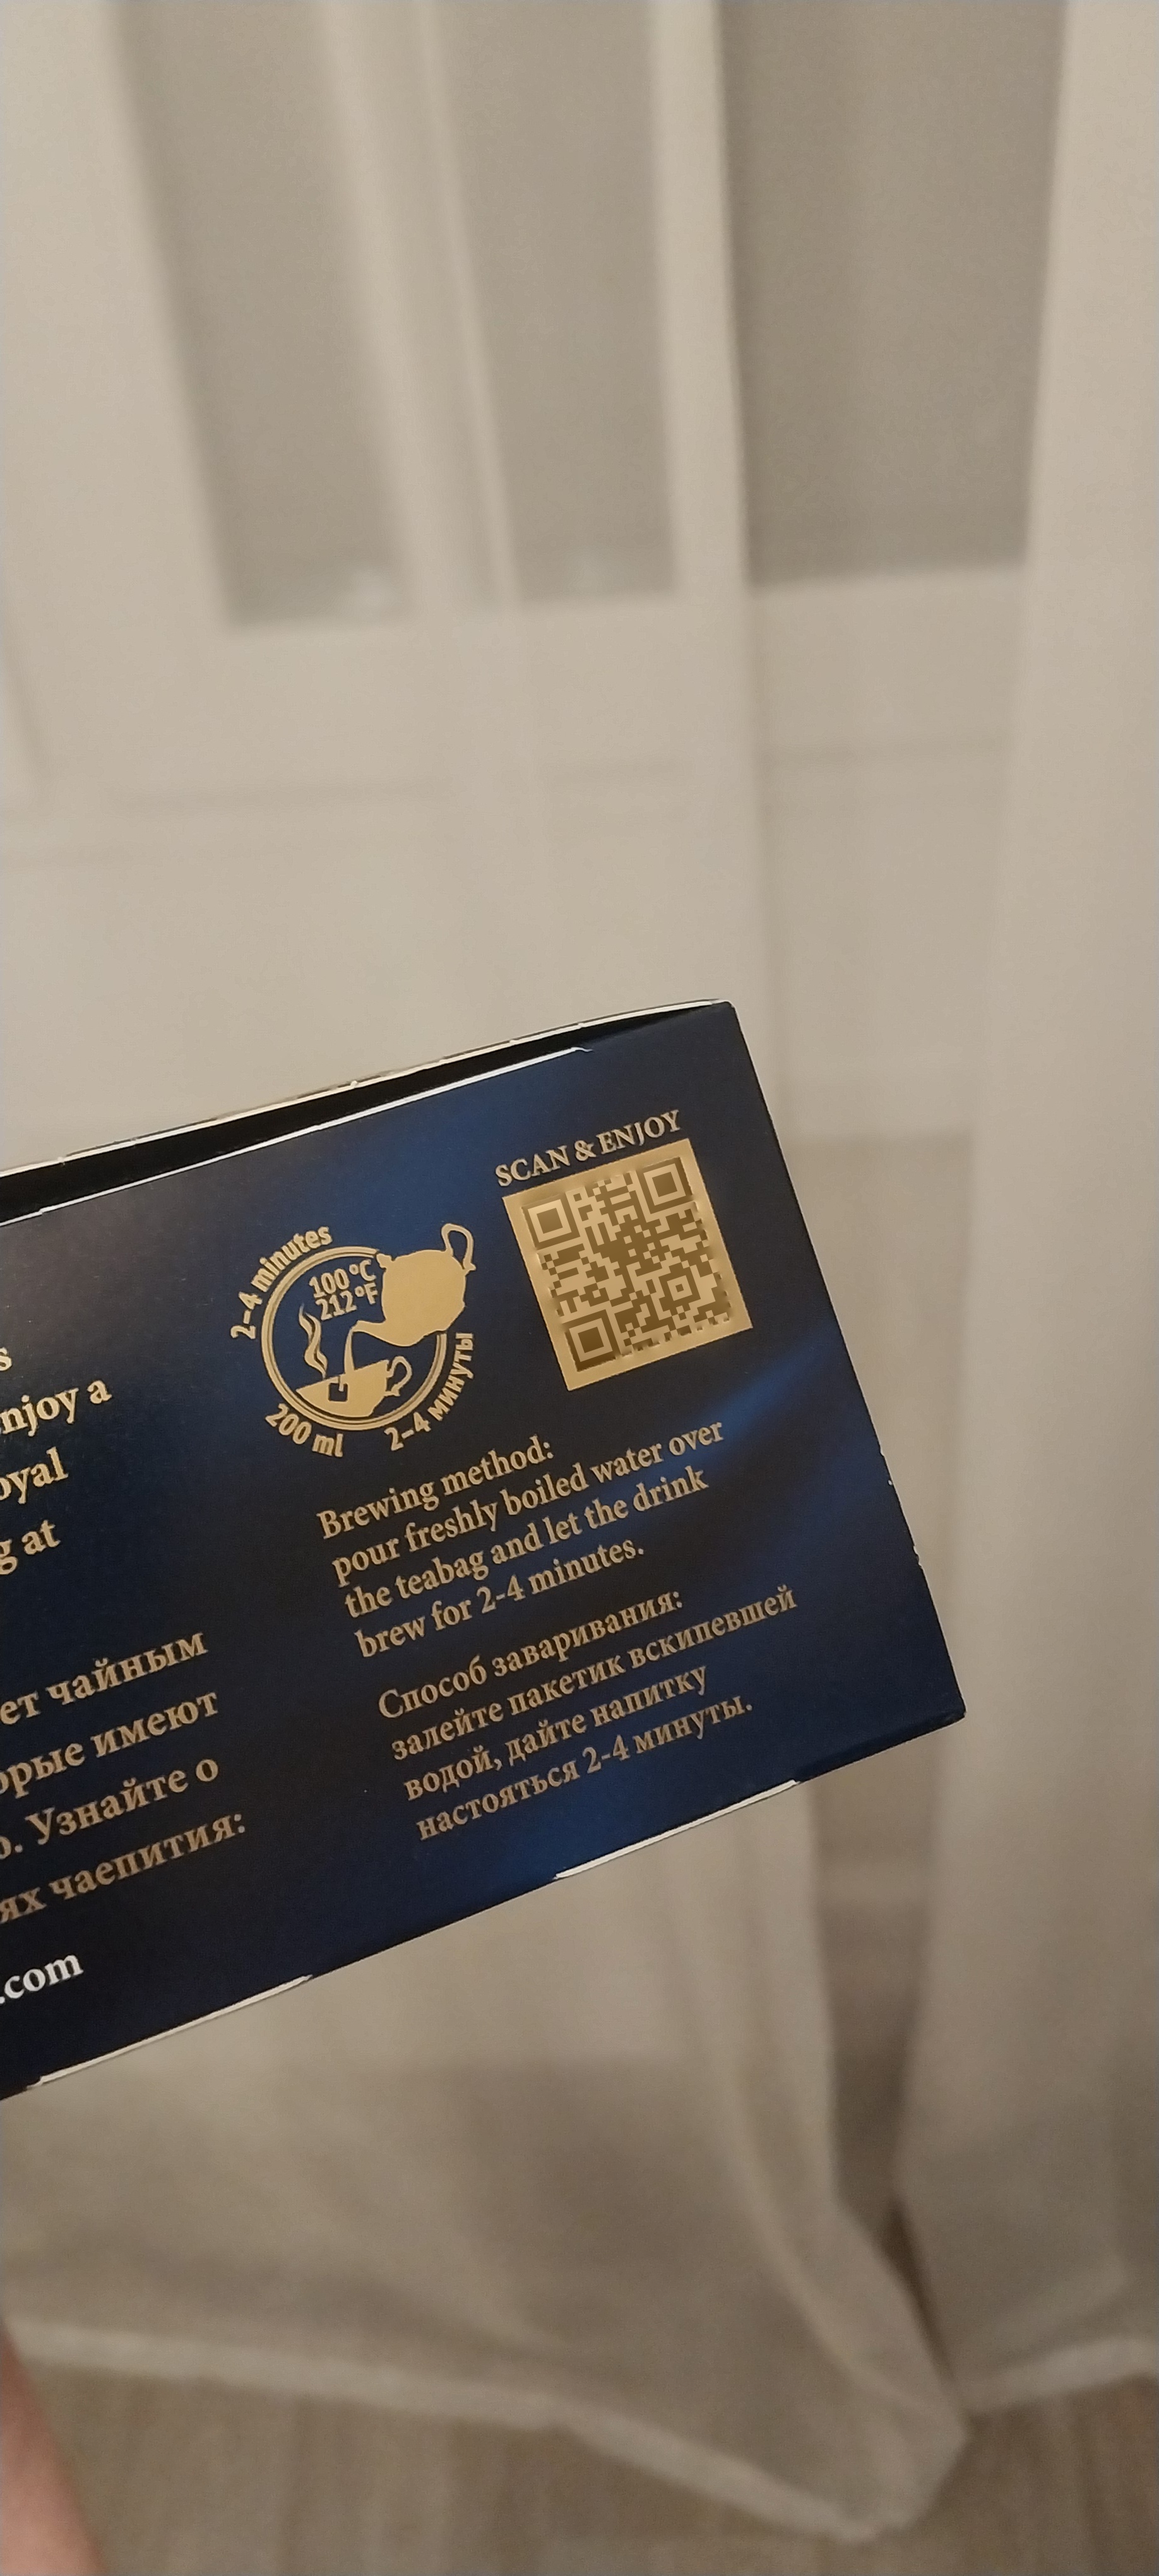 SCAN & ENJOY
2-4 minutes
100°C
212°F
200 ml
2-4 минуты
njoy a
oyal
g at
ет чайным
орые имеют
о. Узнайте о
ях чаепития:
.com
Brewing method:
pour freshly boiled water over
the teabag and let the drink
brew for 2-4 minutes.
Способ заваривания:
залейте пакетик вскипевшей
водой, дайте напитку
настояться 2-4 минуты.